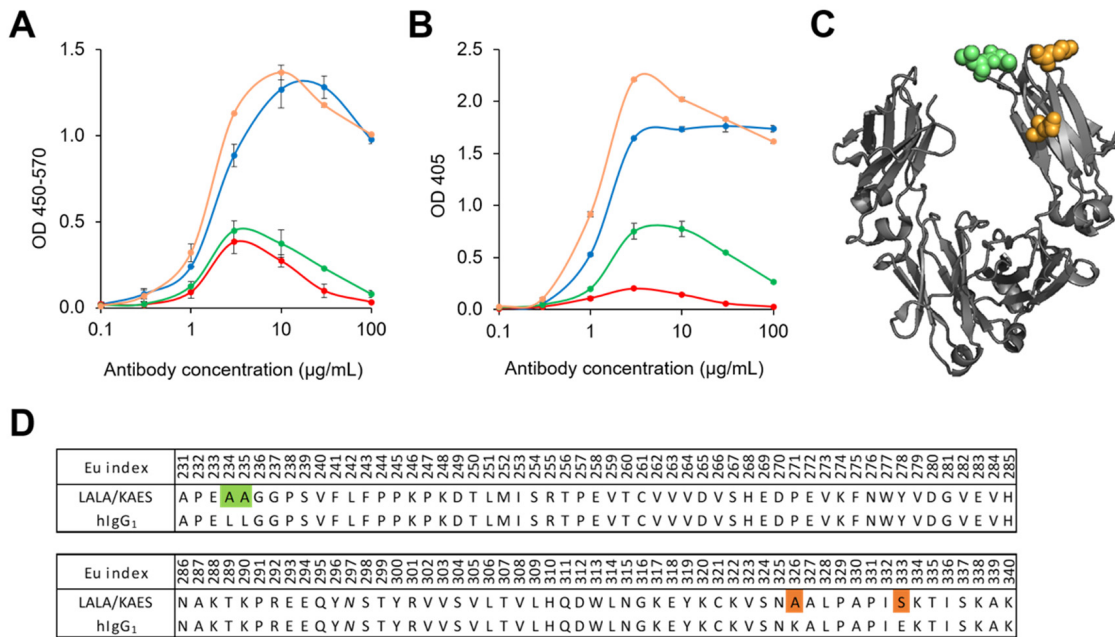 A
B
C
1.5
1.0
0.5
0.0
OD 450-570
0.1
1
10
100
Antibody concentration (µg/mL)
2.5
2.0
1.5
1.0
0.5
0.0
OD 405
0.1
1
10
100
Antibody concentration (µg/mL)
D
Eu index 231 232 233 234 235 236 237 238 239 240 241 242 243 244 245 246 247 248 249 250 251 252 253 254 255 256 257 258 259 260 261 262 263 264 265 266 267 268 269 270 271 272 273 274 275 276 277 278 279 280 281 282 283 284 285
LALA/KAES A P E A A G G P S V F L F P P K P K D T L M I S R T P E V T C V V V D V S H E D P E V K F N W Y V D G V E V H
hIgG1 A P E L L G G P S V F L F P P K P K D T L M I S R T P E V T C V V V D V S H E D P E V K F N W Y V D G V E V H
Eu index 286 287 288 289 290 291 292 293 294 295 296 297 298 299 300 301 302 303 304 305 306 307 308 309 310 311 312 313 314 315 316 317 318 319 320 321 322 323 324 325 326 327 328 329 330 331 332 333 334 335 336 337 338 339 340
LALA/KAES N A K T K P R E E Q Y N S T Y R V V S V L T V L H Q D W L N G K E Y K C K V S N A A L P A P I S K T I S K A K
hIgG1 N A K T K P R E E Q Y N S T Y R V V S V L T V L H Q D W L N G K E Y K C K V S N K A L P A P I E K T I S K A K